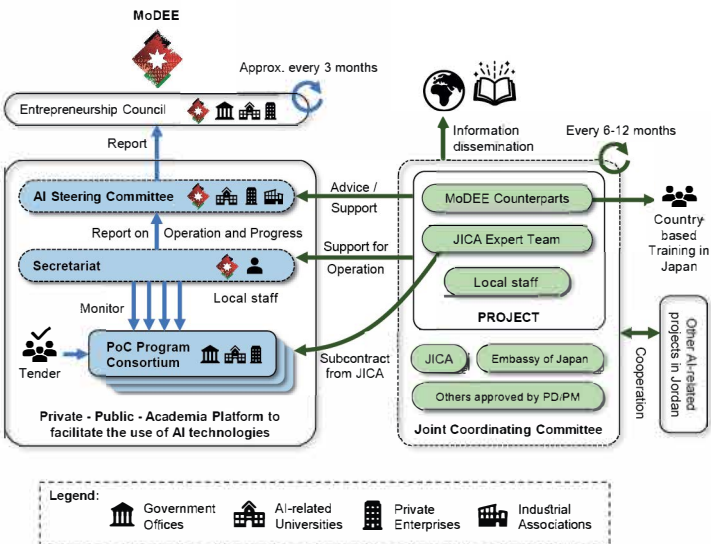 MoDEE
Approx. every 3 months
Entrepreneurship Council
Report
AI Steering Committee
Report on Operation and Progress
Secretariat
Local staff
Monitor
Tender
PoC Program
Consortium
Private - Public - Academia Platform to
facilitate the use of AI technologies
Advice /
Support
Support for
Operation
Subcontract
from JICA
Information
dissemination
Every 6-12 months
MoDEE Counterparts
JICA Expert Team
Local staff
PROJECT
JICA
Embassy of Japan
Others approved by PD/PM
Joint Coordinating Committee
Country-
based
Training in
Japan
Cooperation
Other AI-related
projects in Jordan
Legend:
Government
Offices
AI-related
Universities
Private
Enterprises
Industrial
Associations